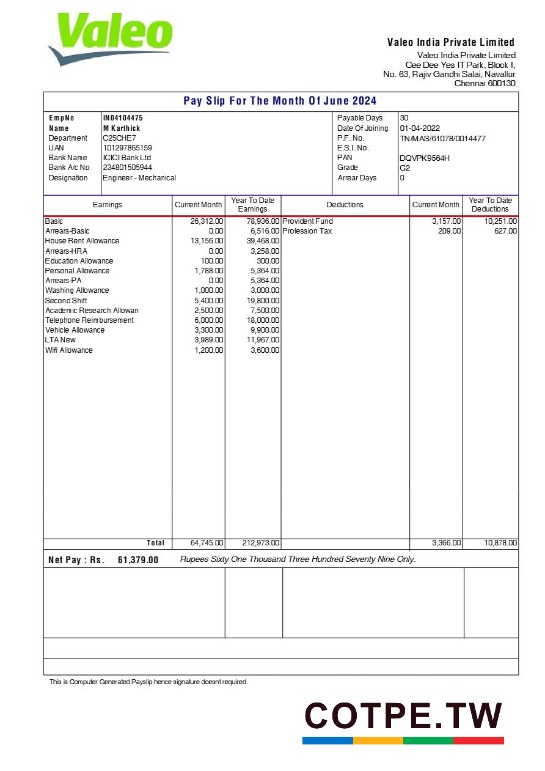 Valeo
Valeo India Private Limited
Valeo India Private Limited
Cee Dee Yes IT Park, Block I,
No. 63, Rajiv Gandhi Salai, Navallur
Chennai 600130
Pay Slip For The Month Of June 2024
EmpNo IND4104475 Payable Days 30
Name M Karthick Date Of Joining 01-04-2022
Department C25CHE7 P.F. No. TN/MAS/61078/0014477
UAN 101297865159 E.S.I. No.
Bank Name ICICI Bank Ltd PAN DQVPK9564H
Bank A/c No 234801505944 Grade C2
Designation Engineer - Mechanical Arrear Days 0
Earnings Current Month Year To Date Earnings Deductions Current Month Year To Date Deductions
Basic 26,312.00 78,936.00 Provident Fund 3,157.00 10,251.00
Arrears-Basic 0.00 6,516.00 Profession Tax 209.00 627.00
House Rent Allowance 13,156.00 39,468.00
Arrears-HRA 0.00 3,258.00
Education Allowance 100.00 300.00
Personal Allowance 1,788.00 5,364.00
Arrears-PA 0.00 5,364.00
Washing Allowance 1,000.00 3,000.00
Second Shift 5,400.00 19,800.00
Academic Research Allowan 2,500.00 7,500.00
Telephone Reimbursement 6,000.00 18,000.00
Vehicle Allowance 3,300.00 9,900.00
LTA New 3,989.00 11,967.00
Wifi Allowance 1,200.00 3,600.00
Total 64,745.00 212,973.00 3,366.00 10,878.00
Net Pay : Rs. 61,379.00 Rupees Sixty One Thousand Three Hundred Seventy Nine Only.
This is Computer Generated Payslip hence signature doesnt required
COTPE.TW